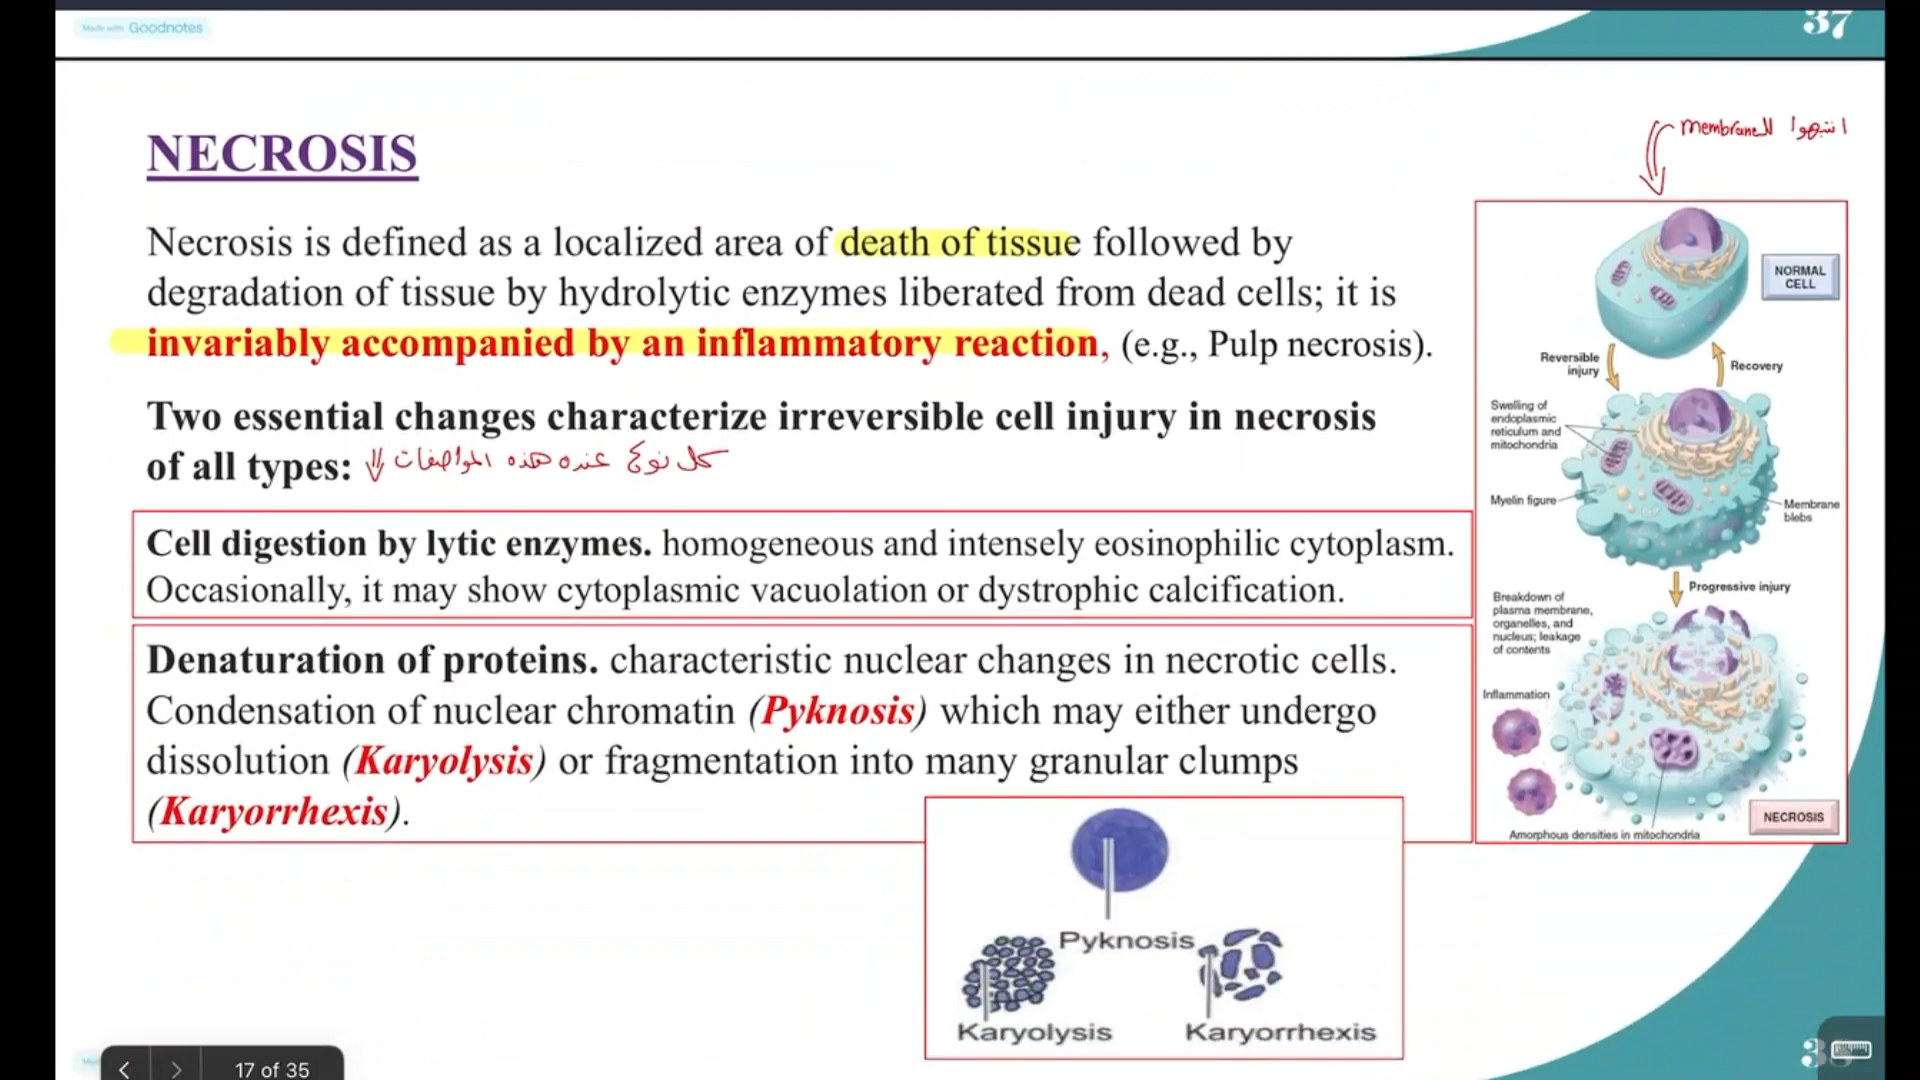 Made with Goodnotes
37
انتبهوا لل membrane
NECROSIS
Necrosis is defined as a localized area of death of tissue followed by
degradation of tissue by hydrolytic enzymes liberated from dead cells; it is
invariably accompanied by an inflammatory reaction, (e.g., Pulp necrosis).
Two essential changes characterize irreversible cell injury in necrosis
of all types:
كل نوع عنده هذه المواصفات
Cell digestion by lytic enzymes. homogeneous and intensely eosinophilic cytoplasm.
Occasionally, it may show cytoplasmic vacuolation or dystrophic calcification.
Denaturation of proteins. characteristic nuclear changes in necrotic cells.
Condensation of nuclear chromatin (Pyknosis) which may either undergo
dissolution (Karyolysis) or fragmentation into many granular clumps
(Karyorrhexis).
NORMAL
CELL
Reversible
injury
Recovery
Swelling of
endoplasmic
reticulum and
mitochondria
Myelin figure
Membrane
blebs
Progressive injury
Breakdown of
plasma membrane,
organelles, and
nucleus; leakage
of contents
Inflammation
NECROSIS
Amorphous densities in mitochondria
Pyknosis
Karyolysis
Karyorrhexis
17 of 35